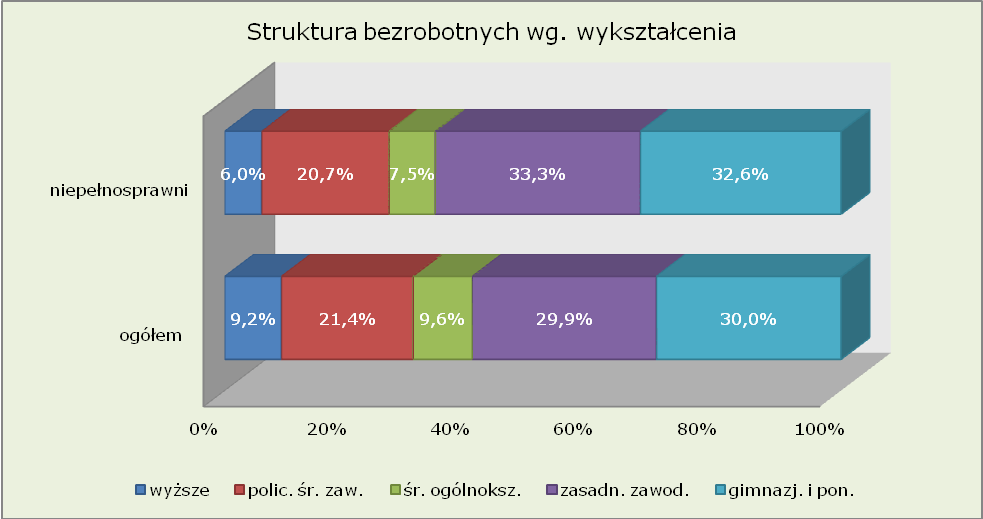 Struktura bezrobotnych wg. wykształcenia
niepełnosprawni
6,0% 20,7% 7,5% 33,3% 32,6%
ogółem
9,2% 21,4% 9,6% 29,9% 30,0%
0% 20% 40% 60% 80% 100%
wyższe polic. śr. zaw. śr. ogólnoksz. zasadn. zawod. gimnazj. i pon.